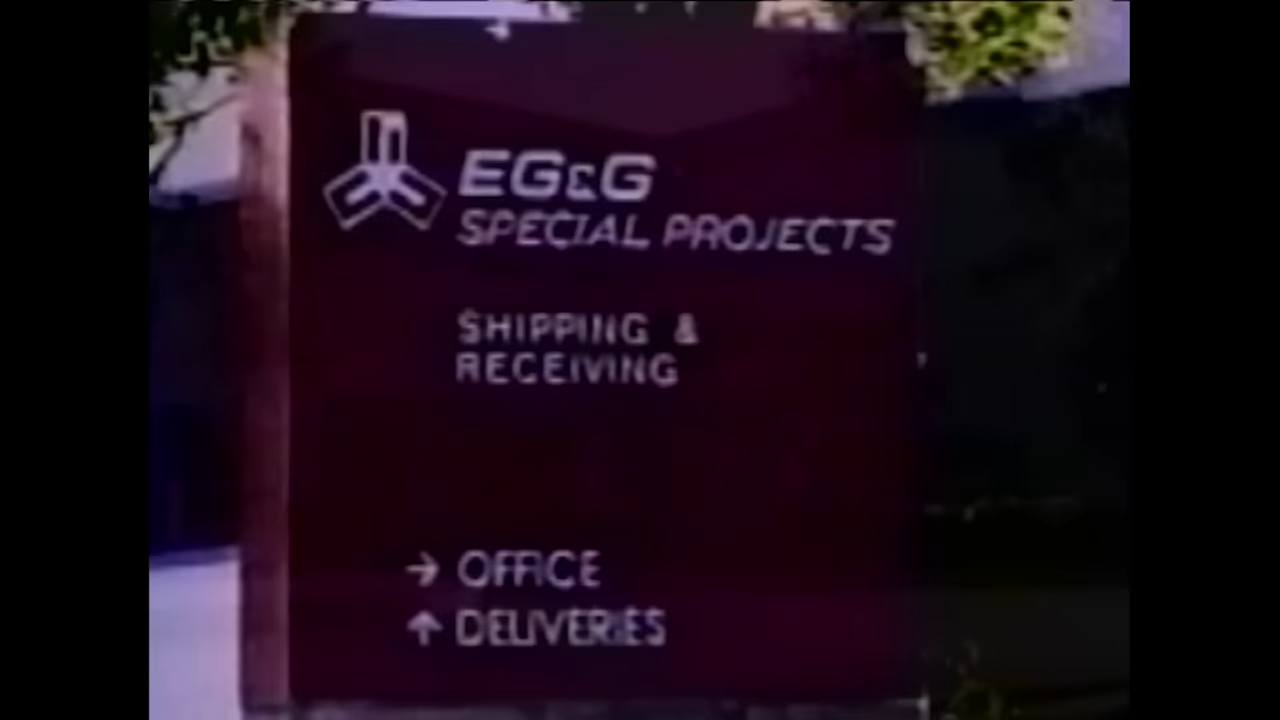 EG&G
SPECIAL PROJECTS
SHIPPING &
RECEIVING
→ OFFICE
↑ DELIVERIES